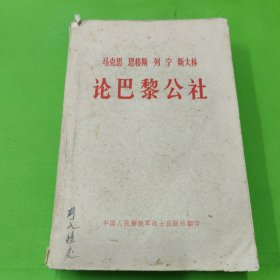 马克思 恩格斯 列宁 斯大林
论巴黎公社
中国人民解放军战士出版社翻印